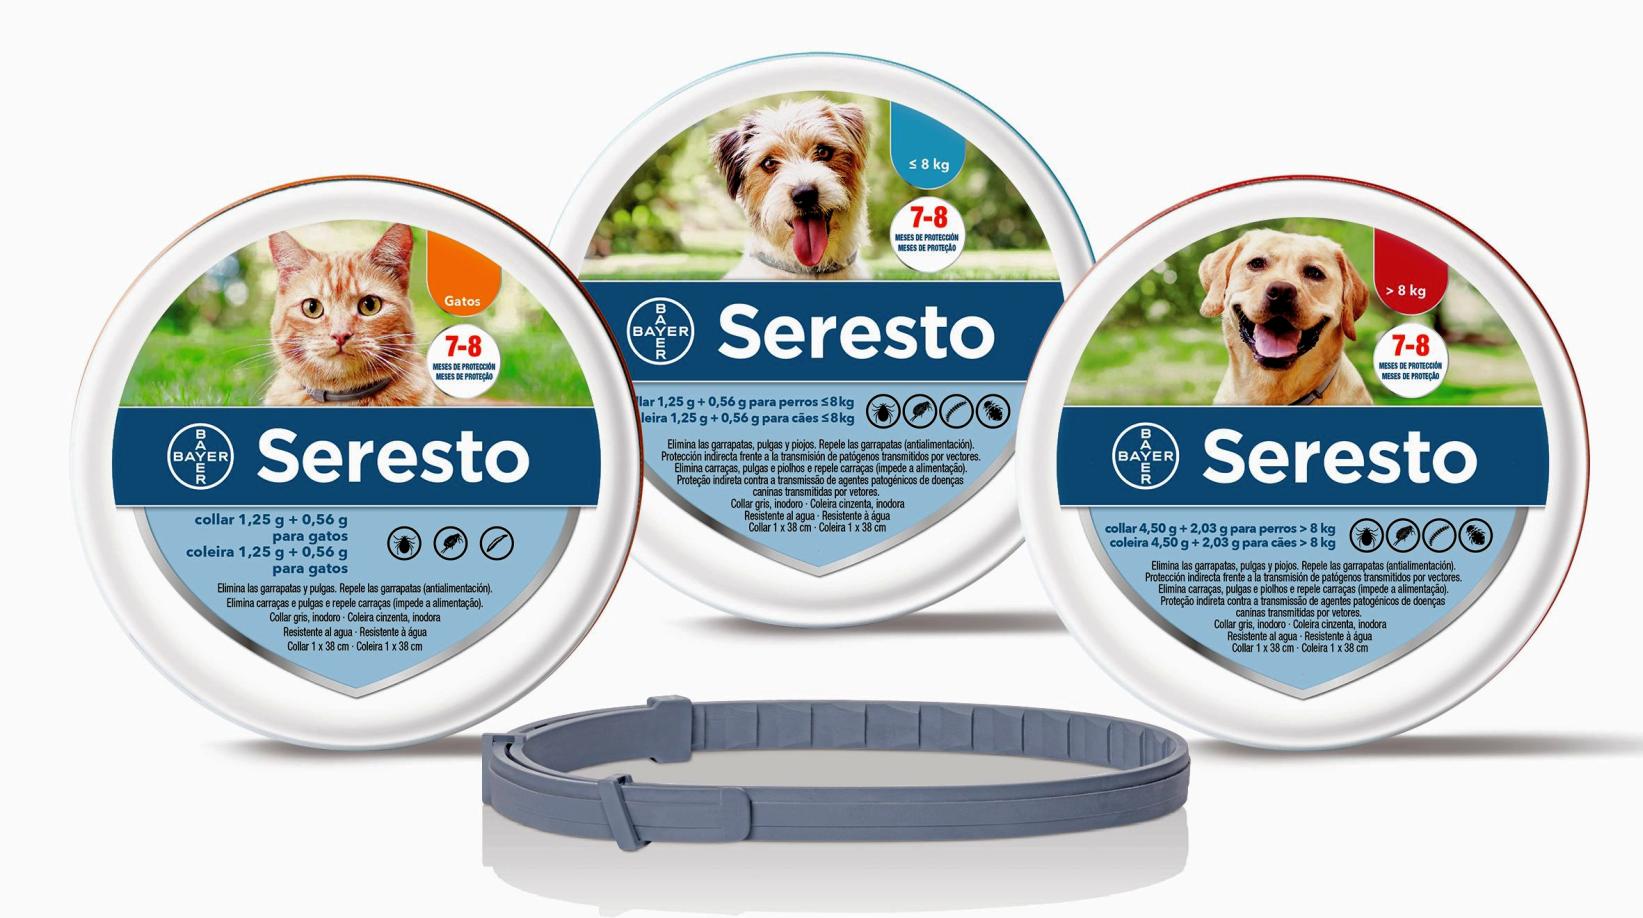 Gatos
7-8
MESES DE PROTECCIÓN
MESES DE PROTEÇÃO
BAYER
BAYER
Seresto
collar 1,25 g + 0,56 g
para gatos
coleira 1,25 g + 0,56 g
para gatos
Elimina las garrapatas y pulgas. Repele las garrapatas (antialimentación).
Elimina carraças e pulgas e repele carraças (impede a alimentação).
Collar gris, inodoro · Coleira cinzenta, inodora
Resistente al agua · Resistente à água
Collar 1 x 38 cm · Coleira 1 x 38 cm
≤ 8 kg
7-8
MESES DE PROTECCIÓN
MESES DE PROTEÇÃO
BAYER
BAYER
Seresto
llar 1,25 g + 0,56 g para perros ≤8kg
leira 1,25 g + 0,56 g para cães ≤8kg
Elimina las garrapatas, pulgas y piojos. Repele las garrapatas (antialimentación).
Protección indirecta frente a la transmisión de patógenos transmitidos por vectores.
Elimina carraças, pulgas e piolhos e repele carraças (impede a alimentação).
Proteção indireta contra a transmissão de agentes patogénicos de doenças
caninas transmitidas por vetores.
Collar gris, inodoro · Coleira cinzenta, inodora
Resistente al agua · Resistente à água
Collar 1 x 38 cm · Coleira 1 x 38 cm
> 8 kg
7-8
MESES DE PROTECCIÓN
MESES DE PROTEÇÃO
BAYER
BAYER
Seresto
collar 4,50 g + 2,03 g para perros > 8 kg
coleira 4,50 g + 2,03 g para cães > 8 kg
Elimina las garrapatas, pulgas y piojos. Repele las garrapatas (antialimentación).
Protección indirecta frente a la transmisión de patógenos transmitidos por vectores.
Elimina carraças, pulgas e piolhos e repele carraças (impede a alimentação).
Proteção indireta contra a transmissão de agentes patogénicos de doenças
caninas transmitidas por vetores.
Collar gris, inodoro · Coleira cinzenta, inodora
Resistente al agua · Resistente à água
Collar 1 x 38 cm · Coleira 1 x 38 cm